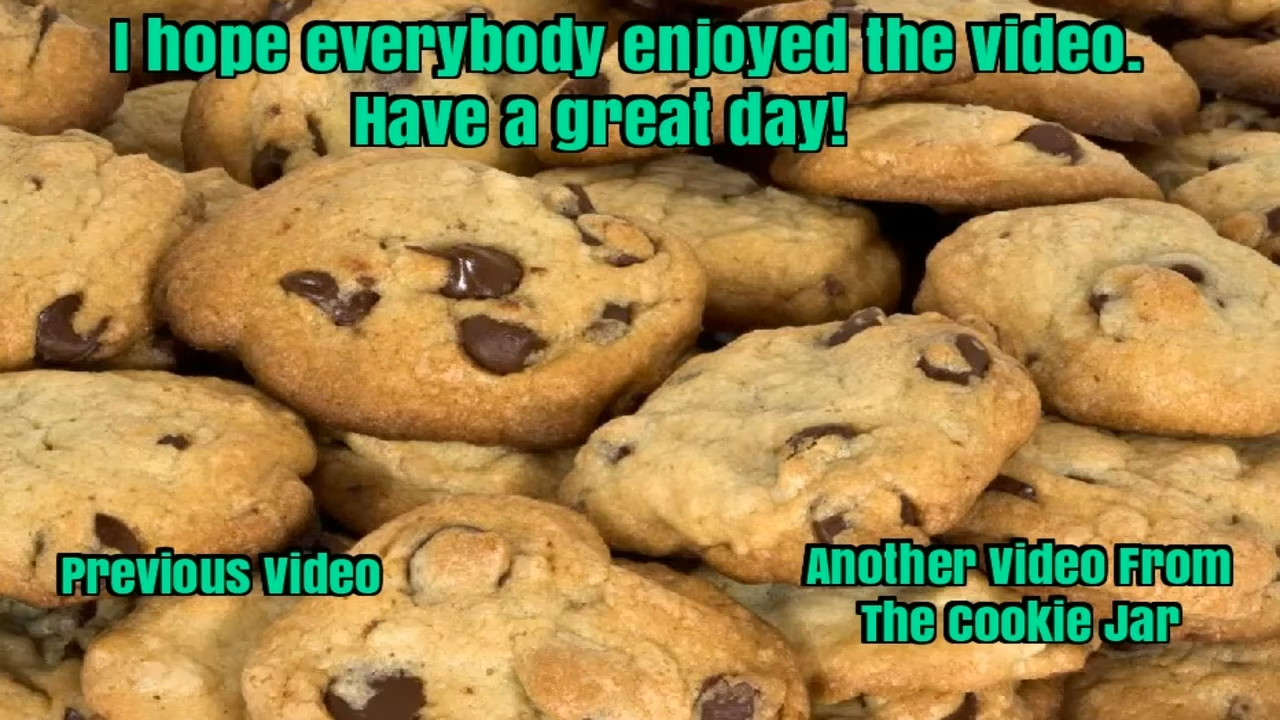 I hope everybody enjoyed the video.
Have a great day!
Previous Video
Another Video From
The Cookie Jar